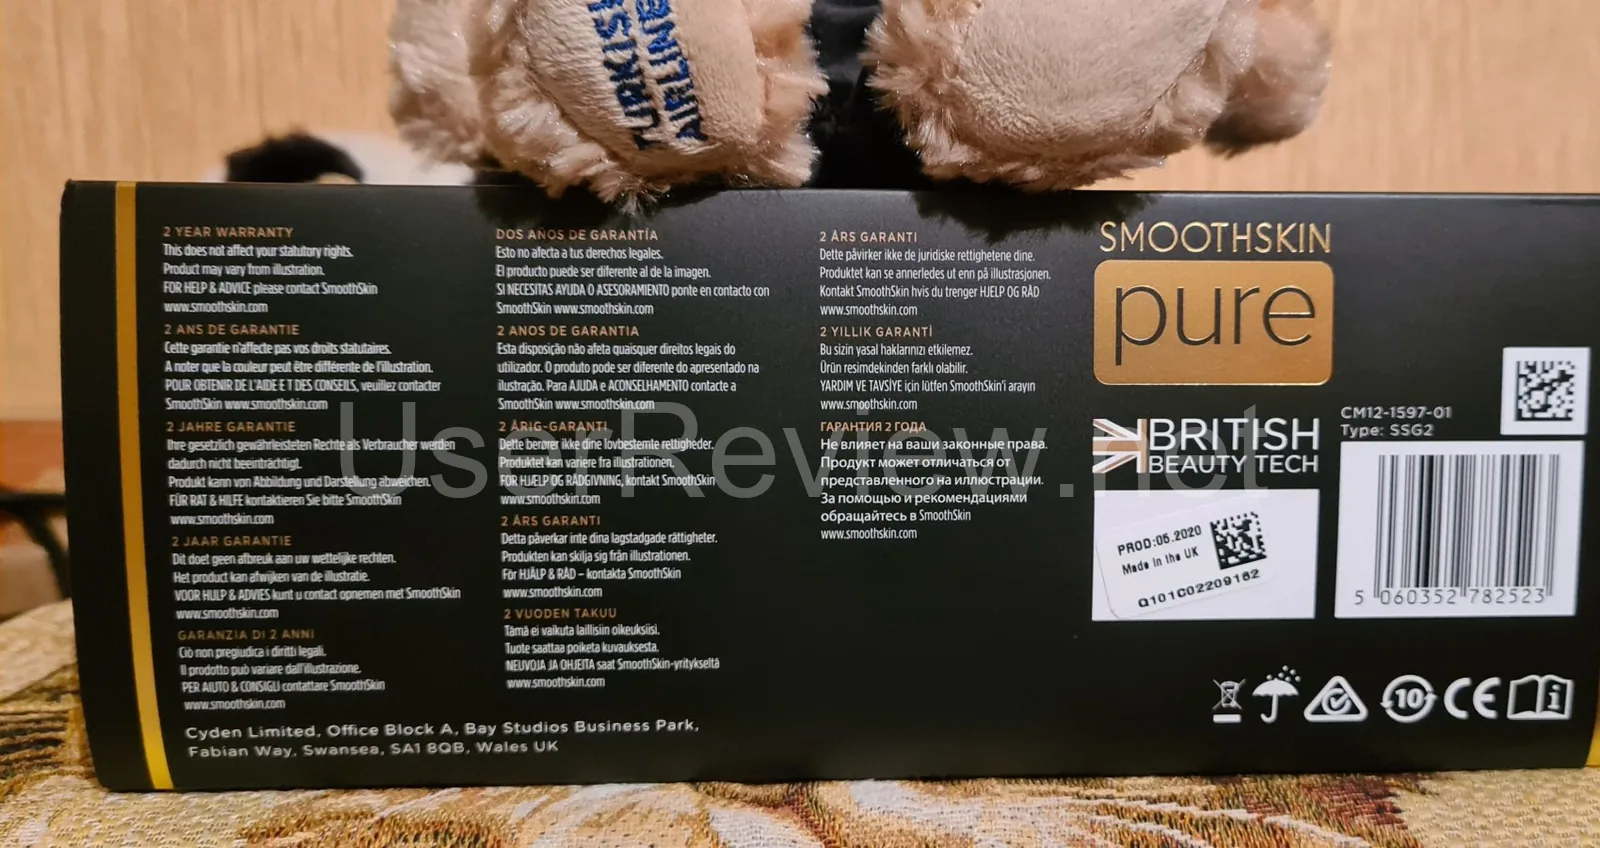 TURKISH
AIRLINE
2 YEAR WARRANTY
This does not affect your statutory rights.
Product may vary from illustration.
FOR HELP & ADVICE please contact SmoothSkin
www.smoothskin.com
2 ANS DE GARANTIE
Cette garantie n'affecte pas vos droits statutaires.
A noter que la couleur peut être différente de l'illustration.
POUR OBTENIR DE L'AIDE ET DES CONSEILS, veuillez contacter
SmoothSkin www.smoothskin.com
2 JAHRE GARANTIE
Ihre gesetzlich gewährleisteten Rechte als Verbraucher werden
dadurch nicht beeinträchtigt.
Produkt kann von Abbildung und Darstellung abweichen.
FÜR RAT & HILFE kontaktieren Sie bitte SmoothSkin
www.smoothskin.com
2 JAAR GARANTIE
Dit doet geen afbreuk aan uw wettelijke rechten.
Het product kan afwijken van de illustratie.
VOOR HULP & ADVIES kunt u contact opnemen met SmoothSkin
www.smoothskin.com
GARANZIA DI 2 ANNI
Ciò non pregiudica i diritti legali.
Il prodotto può variare dall'illustrazione.
PER AIUTO & CONSIGLI contattare SmoothSkin
www.smoothskin.com
Cyden Limited, Office Block A, Bay Studios Business Park,
Fabian Way, Swansea, SA1 8QB, Wales UK
DOS AÑOS DE GARANTÍA
Esto no afecta a tus derechos legales.
El producto puede ser diferente al de la imagen.
SI NECESITAS AYUDA O ASESORAMIENTO ponte en contacto con
SmoothSkin www.smoothskin.com
2 ANOS DE GARANTIA
Esta disposição não afeta quaisquer direitos legais do
utilizador. O produto pode ser diferente do apresentado na
ilustração. Para AJUDA e ACONSELHAMENTO contacte a
SmoothSkin www.smoothskin.com
2 ÅRIG-GARANTI
Dette berører ikke dine lovbestemte rettigheder.
Produktet kan variere fra illustrationen.
FOR HJÆLP OG RÅDGIVNING, kontakt SmoothSkin
www.smoothskin.com
2 ÅRS GARANTI
Detta påverkar inte dina lagstadgade rättigheter.
Produkten kan skilja sig från illustrationen.
För HJÄLP & RÅD – kontakta SmoothSkin
www.smoothskin.com
2 VUODEN TAKUU
Tämä ei vaikuta laillisiin oikeuksiisi.
Tuote saattaa poiketa kuvauksesta.
NEUVOJA JA OHJEITA saat SmoothSkin-yritykseltä
www.smoothskin.com
2 ÅRS GARANTI
Dette påvirker ikke de juridiske rettighetene dine.
Produktet kan se annerledes ut enn på illustrasjonen.
Kontakt SmoothSkin hvis du trenger HJELP OG RÅD
www.smoothskin.com
2 YILLIK GARANTİ
Bu sizin yasal haklarınızı etkilemez.
Ürün resimdekinden farklı olabilir.
YARDIM VE TAVSİYE için lütfen SmoothSkin'i arayın
www.smoothskin.com
ГАРАНТИЯ 2 ГОДА
Не влияет на ваши законные права.
Продукт может отличаться от
представленного на иллюстрации.
За помощью и рекомендациями
обращайтесь в SmoothSkin
www.smoothskin.com
SMOOTHSKIN
pure
BRITISH
BEAUTY TECH
CM12-1597-01
Type: SSG2
PROD:05.2020
Made in the UK
Q101C02209162
5 060352 782523
10
CE
i
UserReview.net